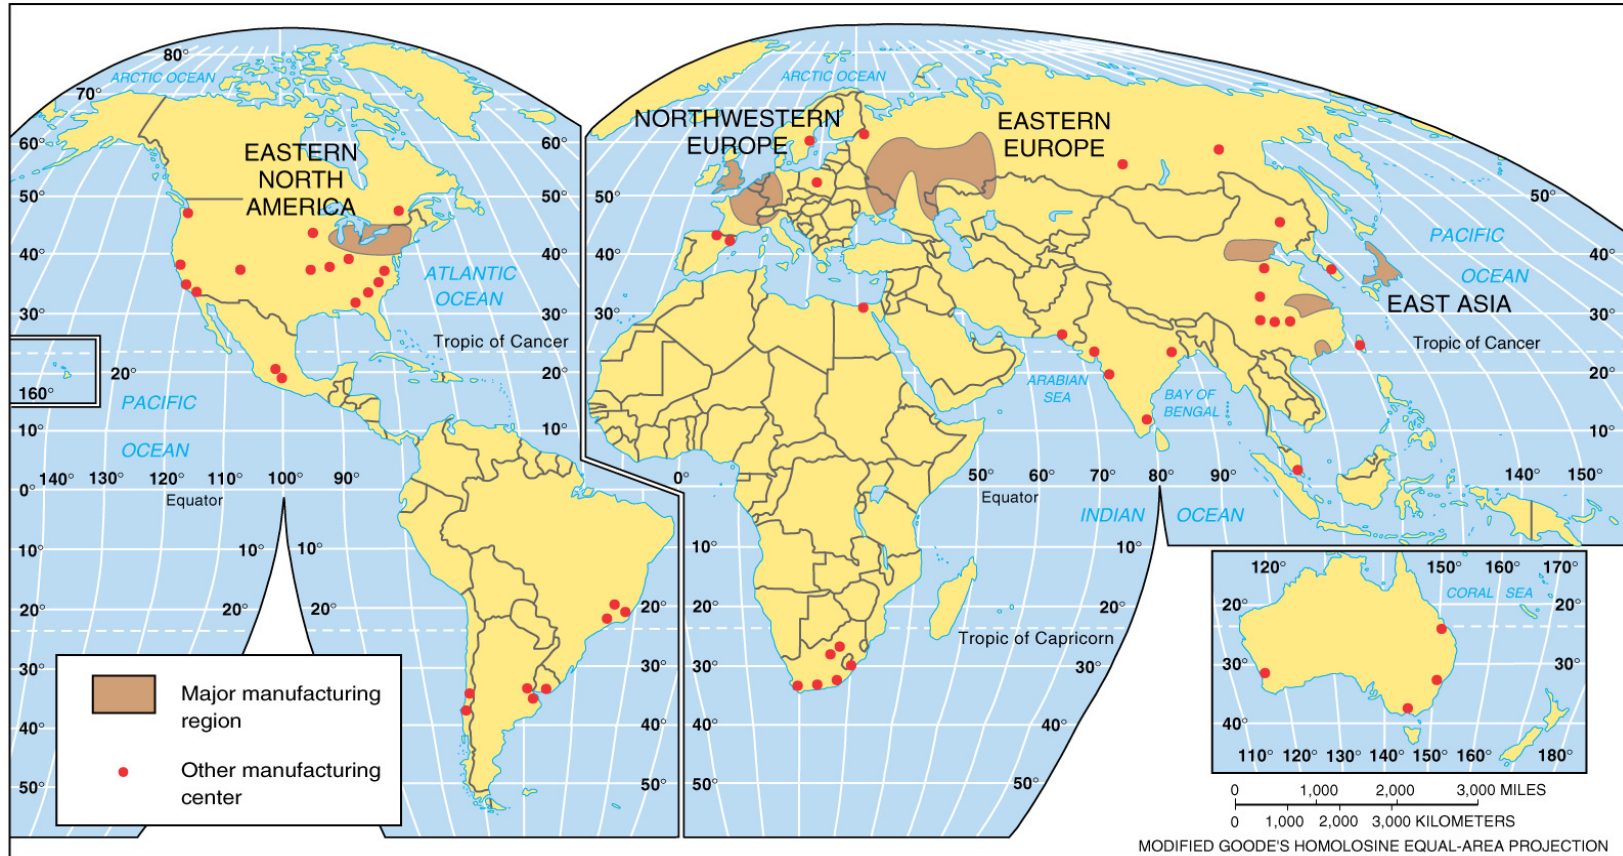 80°
ARCTIC OCEAN
70°
60°
50°
40°
30°
20°
160°
EASTERN
NORTH
AMERICA
ATLANTIC
OCEAN
Tropic of Cancer
PACIFIC
OCEAN
10°
0°
140°
130°
120°
110°
100°
90°
Equator
60°
50°
40°
30°
20°
10°
10°
10°
10°
20°
20°
20°
30°
40°
50°
30°
40°
50°
ARCTIC OCEAN
NORTHWESTERN
EUROPE
EASTERN
EUROPE
60°
50°
40°
30°
20°
10°
0°
50°
60°
70°
80°
90°
140°
150°
Equator
ARABIAN
SEA
BAY OF
BENGAL
INDIAN OCEAN
PACIFIC
OCEAN
EAST ASIA
Tropic of Cancer
50°
40°
30°
20°
10°
10°
10°
20°
20°
Tropic of Capricorn
30°
30°
40°
40°
50°
50°
120°
150°
160°
170°
CORAL SEA
20°
20°
30°
30°
40°
40°
110°
120°
130°
140°
150°
160°
180°
Major manufacturing
region
Other manufacturing
center
0 1,000 2,000 3,000 MILES
0 1,000 2,000 3,000 KILOMETERS
MODIFIED GOODE'S HOMOLOSINE EQUAL-AREA PROJECTION